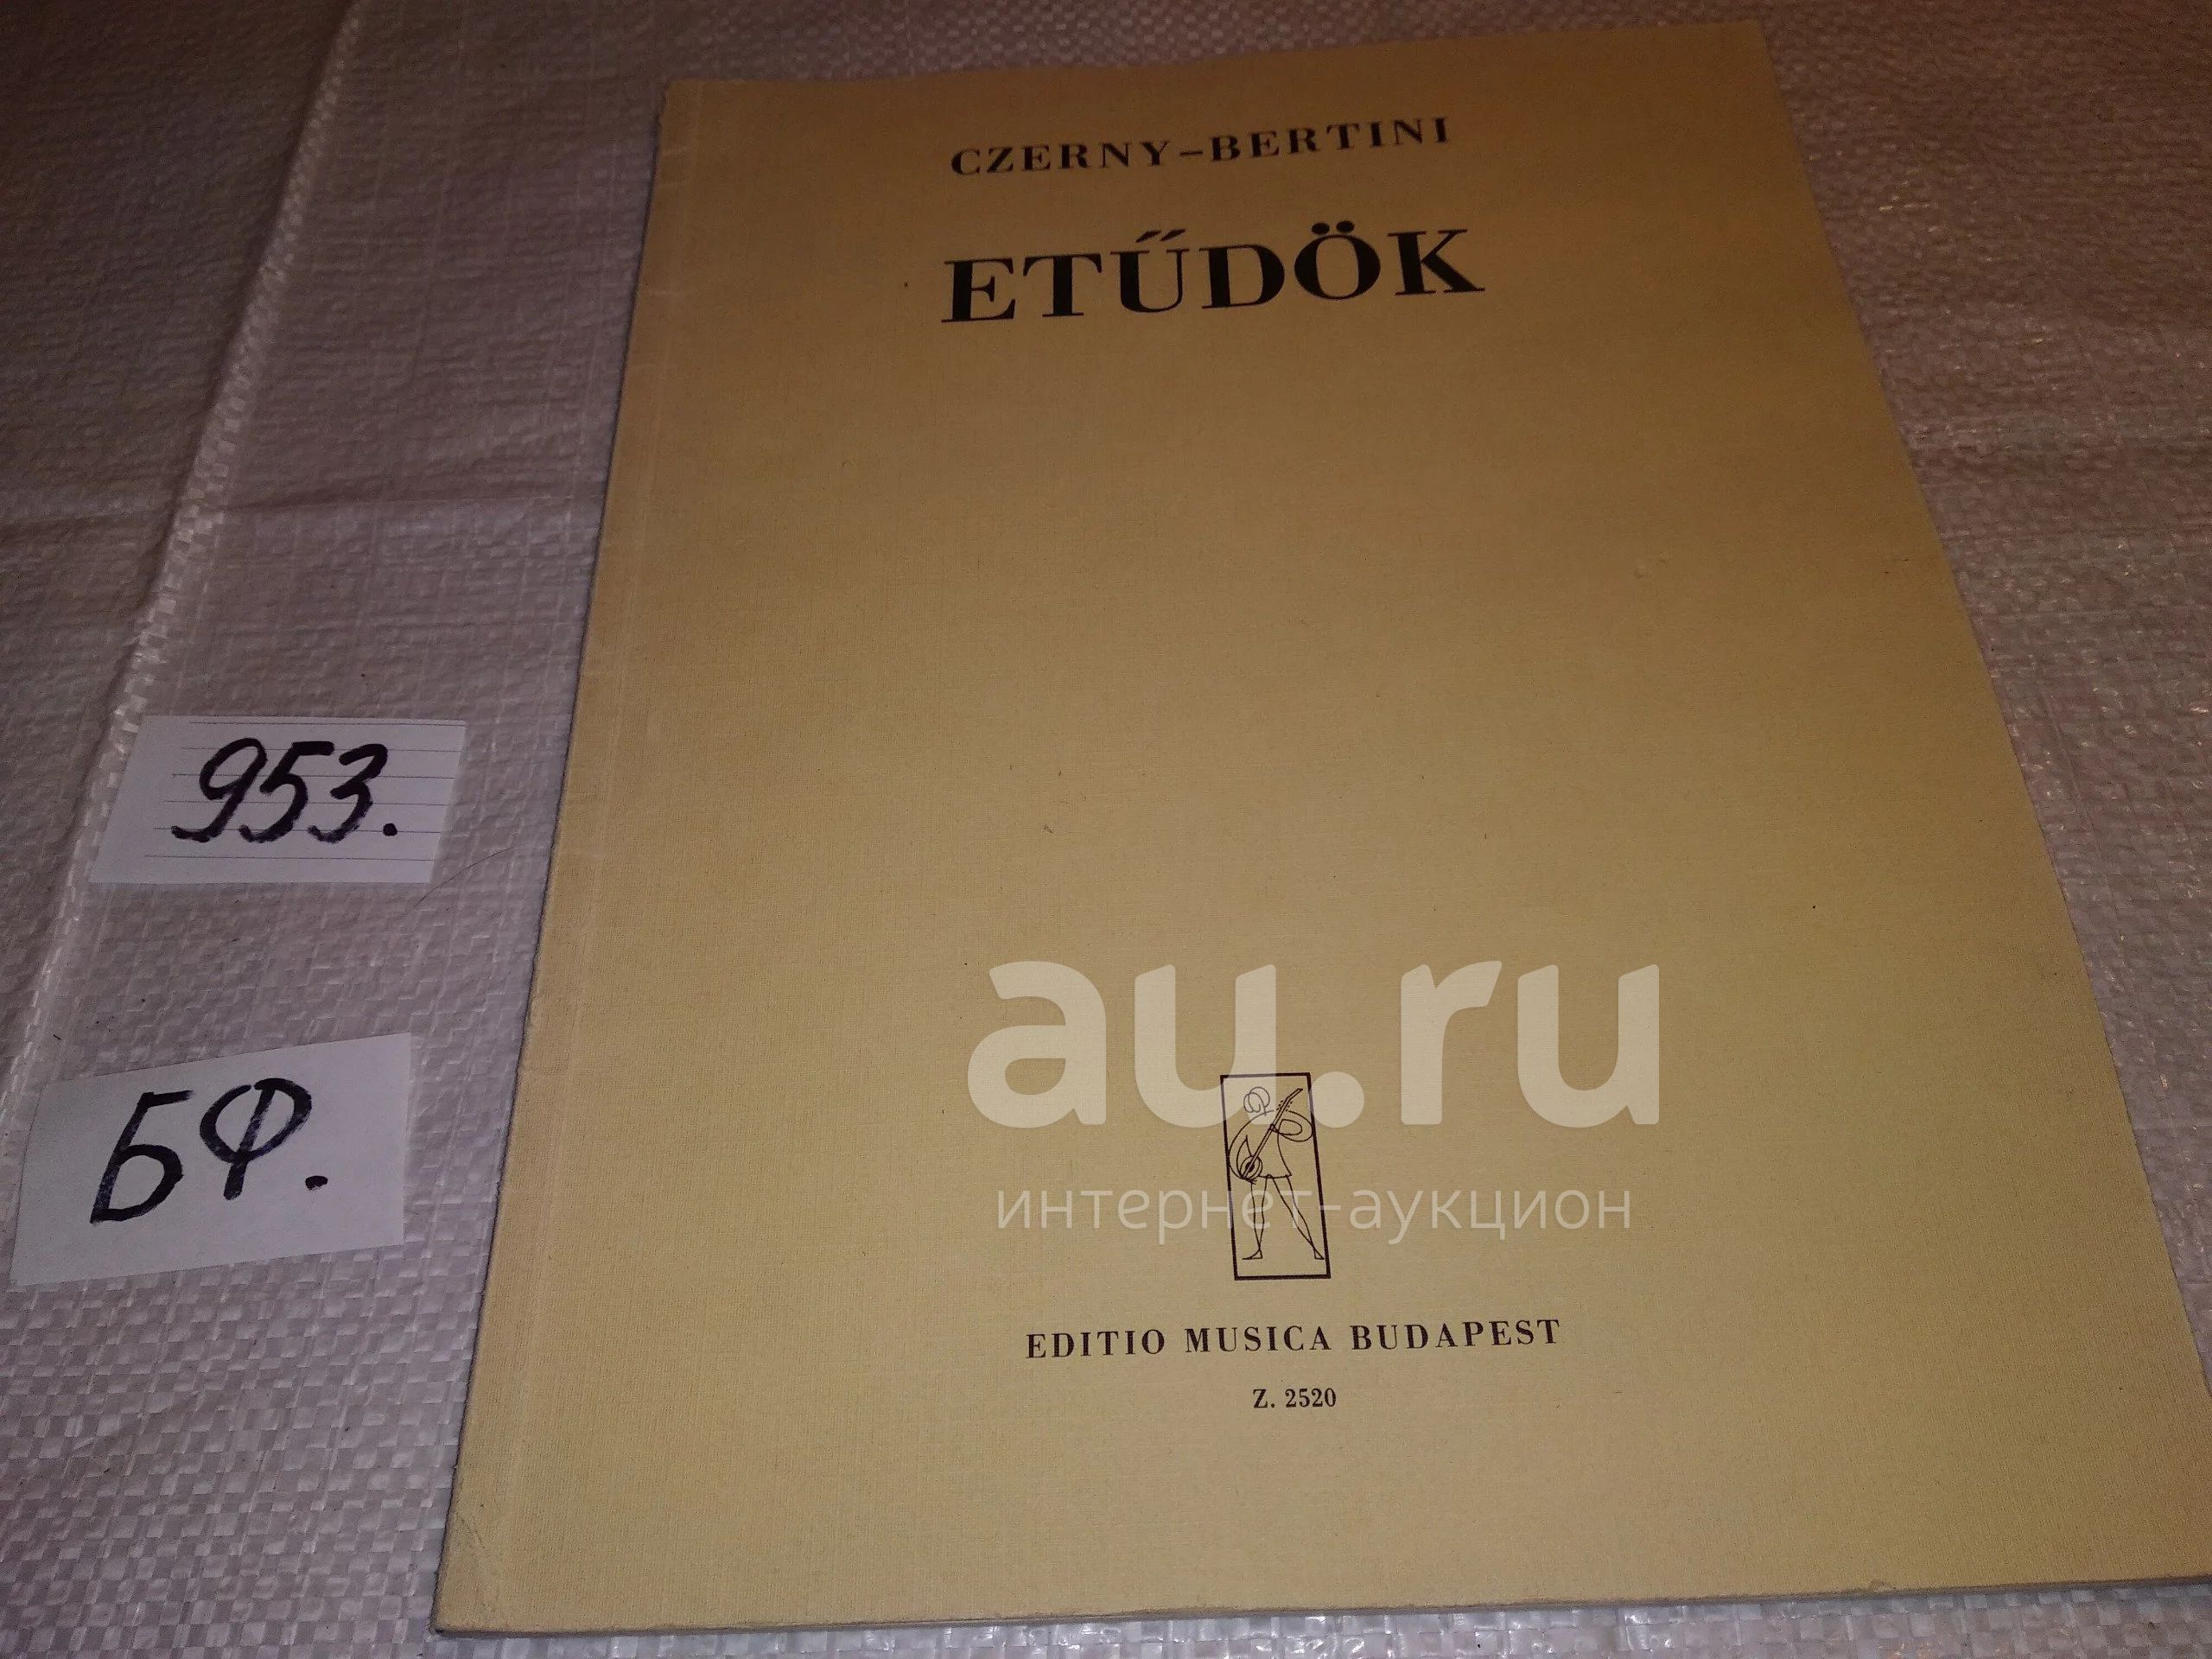 CZERNY–BERTINI
ETŰDÖK
953.
БФ.
au.ru
интернет-аукцион
EDITIO MUSICA BUDAPEST
Z. 2520